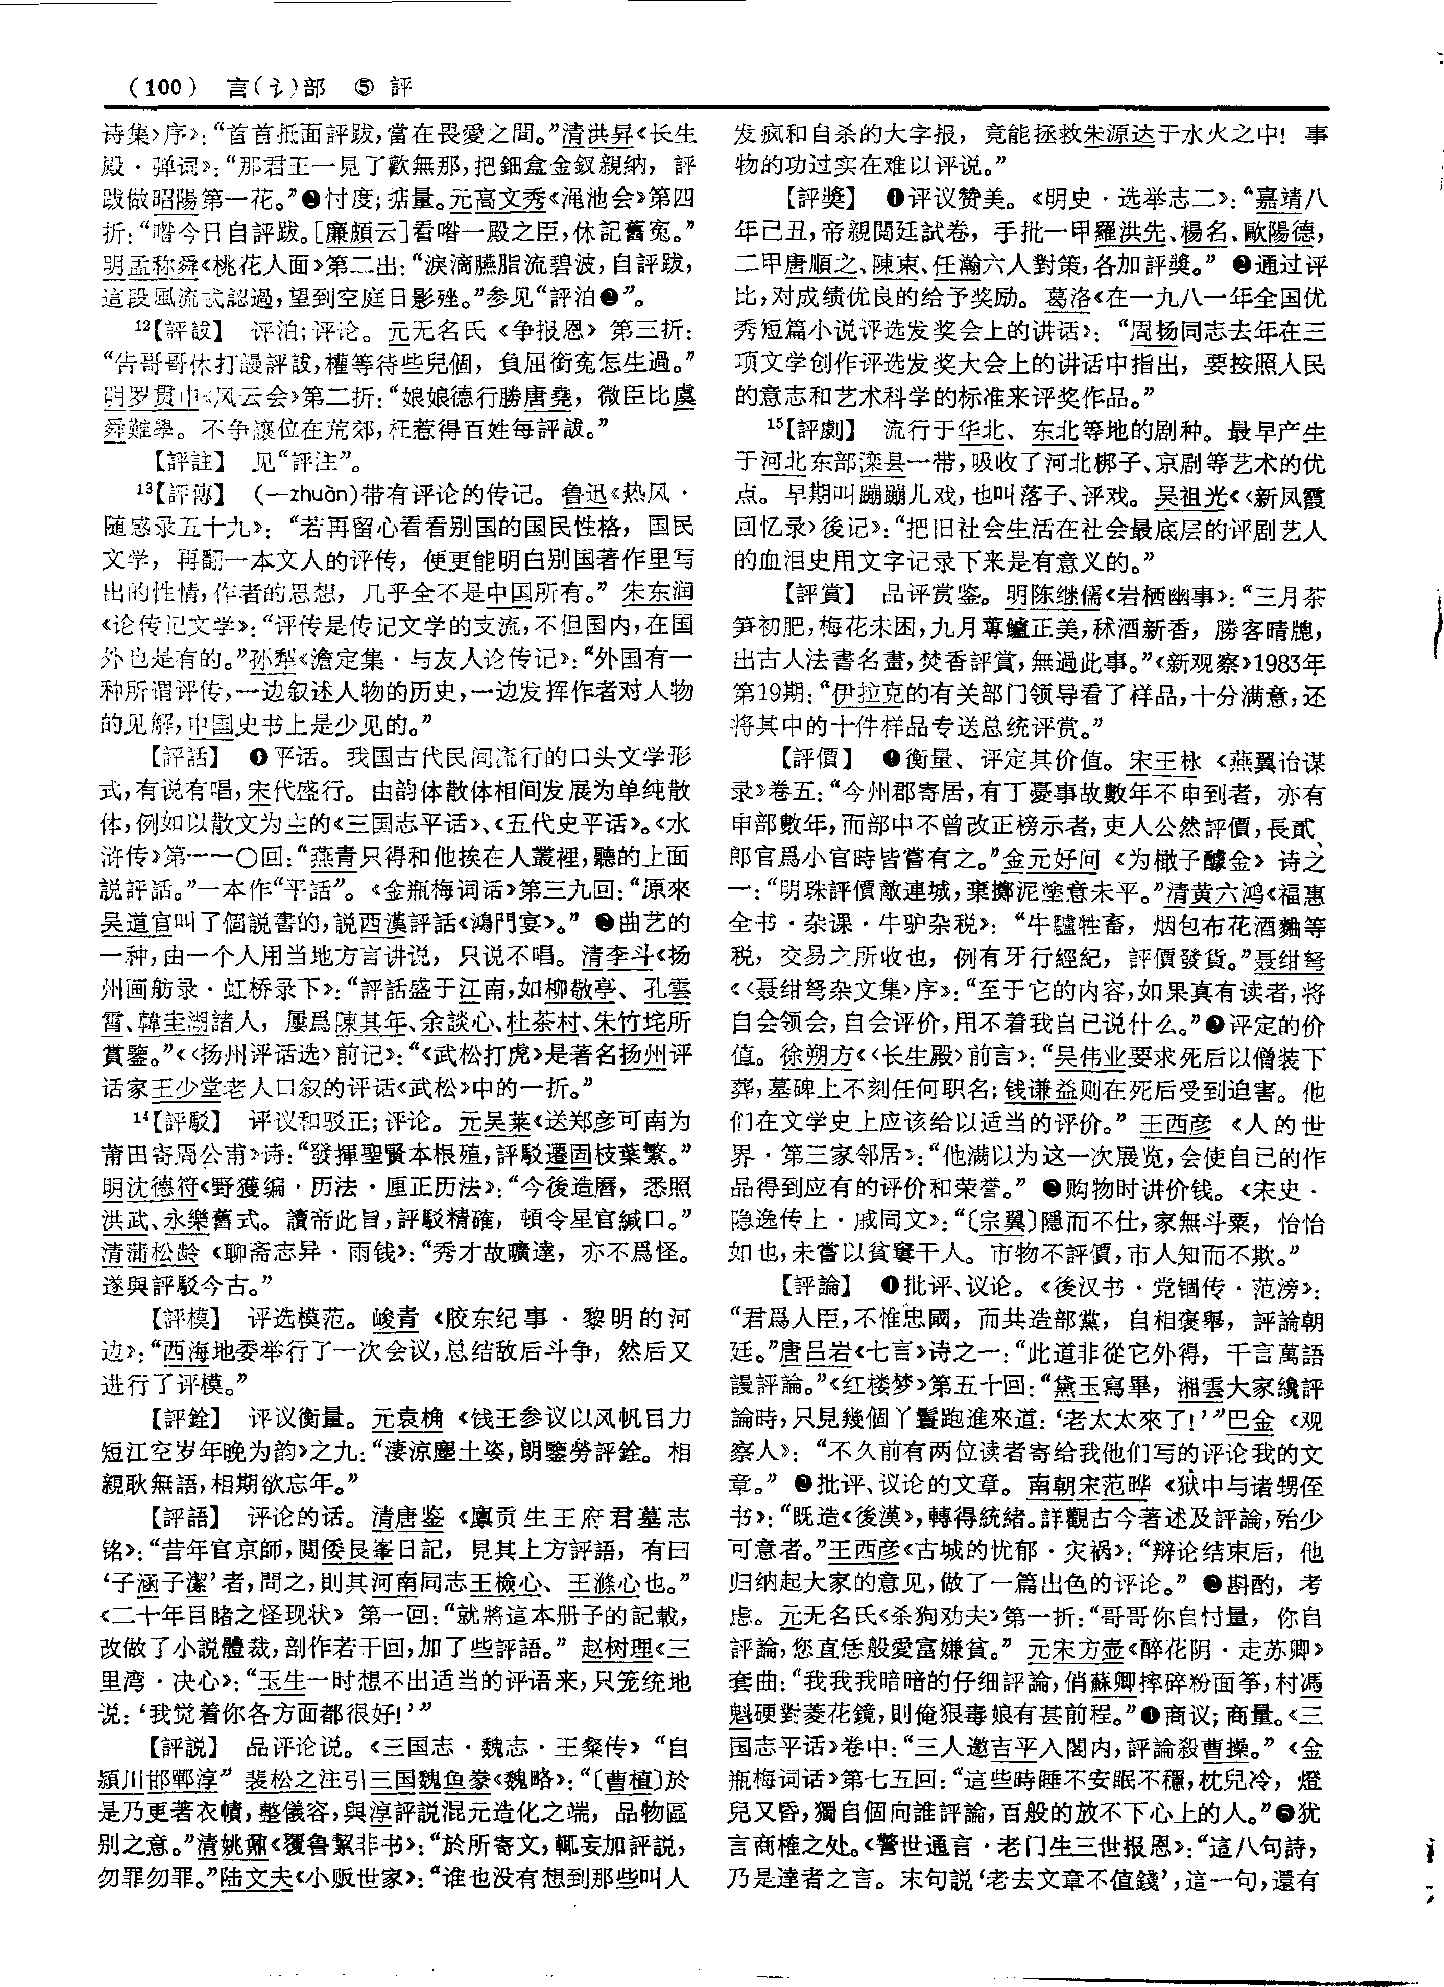 (100) 言(讠)部 ⑤ 評
诗集〉序》：“首首抵面評跋，當在畏愛之間。”清洪昇《长生
殿·弹词》：“那君王一見了歡無那，把鈿盒金釵親納，評
跋做昭陽第一花。”❷忖度；掂量。元高文秀《渑池会》第四
折：“喒今日自評跋。[廉頗云]看喒一殿之臣，休記舊冤。”
明孟称舜《桃花人面》第二出：“淚滴臙脂流碧波，自評跋，
這段風流忒認過，望到空庭日影矬。”参见“評泊❷”。
12【評詖】 评泊；评论。元无名氏《争报恩》第三折：
“告哥哥休打謾評詖，權等待些兒個，負屈銜冤怎生過。”
明罗贯中《风云会》第二折：“娘娘德行勝唐堯，微臣比虞
舜難學。不争讓位在荒郊，枉惹得百姓每評詖。”
【評註】 见“評注”。
13【評傳】 (—zhuàn)带有评论的传记。鲁迅《热风·
随感录五十九》：“若再留心看看别国的国民性格，国民
文学，再翻一本文人的评传，便更能明白别国著作里写
出的性情，作者的思想，几乎全不是中国所有。”朱东润
《论传记文学》：“评传是传记文学的支流，不但国内，在国
外也是有的。”孙犁《澹定集·与友人论传记》：“外国有一
种所谓评传，一边叙述人物的历史，一边发挥作者对人物
的见解，中国史书上是少见的。”
【評話】 ❶平话。我国古代民间流行的口头文学形
式，有说有唱，宋代盛行。由韵体散体相间发展为单纯散
体，例如以散文为主的《三国志平话》、《五代史平话》。《水
浒传》第一一〇回：“燕青只得和他挨在人叢裡，聽的上面
説評話。”一本作“平話”。《金瓶梅词话》第三九回：“原來
吴道官叫了個説書的，説西漢評話《鴻門宴》。”❷曲艺的
一种，由一个人用当地方言讲说，只说不唱。清李斗《扬
州画舫录·虹桥录下》：“評話盛于江南，如柳敬亭、孔雲
霄、韓圭湖諸人，屢爲陳其年、余談心、杜茶村、朱竹垞所
賞鑒。”《〈扬州评话选〉前记》：“《武松打虎》是著名扬州评
话家王少堂老人口叙的评话《武松》中的一折。”
14【評駁】 评议和驳正；评论。元吴莱《送郑彦可南为
莆田寄周公甫》诗：“發揮聖賢本根殖，評駁遷固枝葉繁。”
明沈德符《野獲编·历法·厘正历法》：“今後造曆，悉照
洪武、永樂舊式。讀帝此旨，評駁精確，頓令星官緘口。”
清蒲松龄《聊斋志异·雨钱》：“秀才故曠達，亦不爲怪。
遂與評駁今古。”
【評模】 评选模范。峻青《胶东纪事·黎明的河
边》：“西海地委举行了一次会议，总结敌后斗争，然后又
进行了评模。”
【評銓】 评议衡量。元袁桷《饯王参议以风帆目力
短江空岁年晚为韵》之九：“凄涼塵土姿，朗鑒勞評銓。相
親耿無語，相期欲忘年。”
【評語】 评论的话。清唐鉴《廪贡生王府君墓志
铭》：“昔年官京師，閲倭艮峯日記，見其上方評語，有曰
‘子涵子潔’者，問之，則其河南同志王檢心、王滌心也。”
《二十年目睹之怪现状》第一回：“就將這本册子的記載，
改做了小説體裁，剖作若干回，加了些評語。”赵树理《三
里湾·决心》：“玉生一时想不出适当的评语来，只笼统地
说：‘我觉着你各方面都很好！’”
【評説】 品评论说。《三国志·魏志·王粲传》“自
潁川邯鄲淳”裴松之注引三国魏鱼豢《魏略》：“〔曹植〕於
是乃更著衣幘，整儀容，與淳評説混元造化之端，品物區
别之意。”清姚鼐《覆鲁絜非书》：“於所寄文，輒妄加評説，
勿罪勿罪。”陆文夫《小贩世家》：“谁也没有想到那些叫人
发疯和自杀的大字报，竟能拯救朱源达于水火之中！事
物的功过实在难以评说。”
【評獎】 ❶评议赞美。《明史·选举志二》：“嘉靖八
年己丑，帝親閲廷試卷，手批一甲羅洪先、楊名、歐陽德，
二甲唐順之、陳束、任瀚六人對策，各加評獎。”❷通过评
比，对成绩优良的给予奖励。葛洛《在一九八一年全国优
秀短篇小说评选发奖会上的讲话》：“周扬同志去年在三
项文学创作评选发奖大会上的讲话中指出，要按照人民
的意志和艺术科学的标准来评奖作品。”
15【評劇】 流行于华北、东北等地的剧种。最早产生
于河北东部滦县一带，吸收了河北梆子、京剧等艺术的优
点。早期叫蹦蹦儿戏，也叫落子、评戏。吴祖光《〈新凤霞
回忆录〉後记》：“把旧社会生活在社会最底层的评剧艺人
的血泪史用文字记录下来是有意义的。”
【評賞】 品评赏鉴。明陈继儒《岩栖幽事》：“三月茶
笋初肥，梅花未困，九月蓴鱸正美，秫酒新香，勝客晴牕，
出古人法書名畫，焚香評賞，無過此事。”《新观察》1983年
第19期：“伊拉克的有关部门领导看了样品，十分满意，还
将其中的十件样品专送总统评赏。”
【評價】 ❶衡量、评定其价值。宋王栐《燕翼诒谋
录》卷五：“今州郡寄居，有丁憂事故數年不申到者，亦有
申部數年，而部中不曾改正榜示者，吏人公然評價，長貳、
郎官爲小官時皆嘗有之。”金元好问《为橄子醵金》诗之
一：“明珠評價敵連城，棄擲泥塗意未平。”清黄六鸿《福惠
全书·杂课·牛驴杂税》：“牛驢牲畜，烟包布花酒麯等
税，交易之所收也，例有牙行經紀，評價發貨。”聂绀弩
《〈聂绀弩杂文集〉序》：“至于它的内容，如果真有读者，将
自会领会，自会评价，用不着我自己说什么。”❷评定的价
值。徐朔方《〈长生殿〉前言》：“吴伟业要求死后以僧装下
葬，墓碑上不刻任何职名；钱谦益则在死后受到迫害。他
们在文学史上应该给以适当的评价。”王西彦《人的世
界·第三家邻居》：“他满以为这一次展览，会使自己的作
品得到应有的评价和荣誉。”❸购物时讲价钱。《宋史·
隐逸传上·戚同文》：“〔宗翼〕隱而不仕，家無斗粟，怡怡
如也，未嘗以貧窶干人。市物不評價，市人知而不欺。”
【評論】 ❶批评、议论。《後汉书·党锢传·范滂》：
“君爲人臣，不惟忠國，而共造部黨，自相褒舉，評論朝
廷。”唐吕岩《七言》诗之一：“此道非從它外得，千言萬語
謾評論。”《红楼梦》第五十回：“黛玉寫畢，湘雲大家纔評
論時，只見幾個丫鬟跑進來道：‘老太太來了！’”巴金《观
察人》：“不久前有两位读者寄给我他们写的评论我的文
章。”❷批评、议论的文章。南朝宋范晔《狱中与诸甥侄
书》：“既造《後漢》，轉得統緒。詳觀古今著述及評論，殆少
可意者。”王西彦《古城的忧郁·灾祸》：“辩论结束后，他
归纳起大家的意见，做了一篇出色的评论。”❸斟酌，考
虑。元无名氏《杀狗劝夫》第一折：“哥哥你自忖量，你自
評論，您直恁般愛富嫌貧。”元宋方壶《醉花阴·走苏卿》
套曲：“我我我暗暗的仔细評論，俏蘇卿摔碎粉面筝，村馮
魁硬對菱花鏡，則俺狠毒娘有甚前程。”❹商议；商量。《三
国志平话》卷中：“三人邀吉平入閣内，評論殺曹操。”《金
瓶梅词话》第七五回：“這些時睡不安眠不穩，枕兒冷，燈
兒又昏，獨自個向誰評論，百般的放不下心上的人。”❺犹
言商榷之处。《警世通言·老门生三世报恩》：“這八句詩，
乃是達者之言。末句説‘老去文章不值錢’，這一句，還有